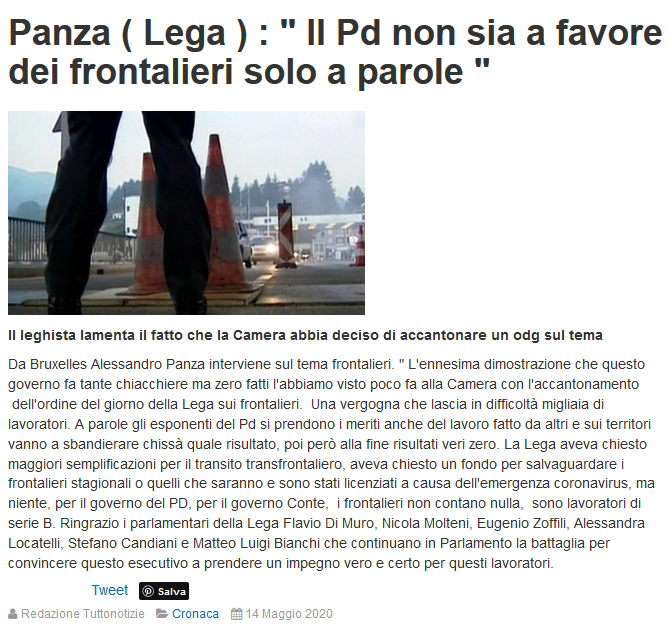 Panza ( Lega ) : " Il Pd non sia a favore
dei frontalieri solo a parole "
Il leghista lamenta il fatto che la Camera abbia deciso di accantonare un odg sul tema
Da Bruxelles Alessandro Panza interviene sul tema frontalieri. " L'ennesima dimostrazione che questo
governo fa tante chiacchiere ma zero fatti l'abbiamo visto poco fa alla Camera con l'accantonamento
dell'ordine del giorno della Lega sui frontalieri. Una vergogna che lascia in difficoltà migliaia di
lavoratori. A parole gli esponenti del Pd si prendono i meriti anche del lavoro fatto da altri e sui territori
vanno a sbandierare chissà quale risultato, poi però alla fine risultati veri zero. La Lega aveva chiesto
maggiori semplificazioni per il transito transfrontaliero, aveva chiesto un fondo per salvaguardare i
frontalieri stagionali o quelli che saranno e sono stati licenziati a causa dell'emergenza coronavirus, ma
niente, per il governo del PD, per il governo Conte, i frontalieri non contano nulla, sono lavoratori di
serie B. Ringrazio i parlamentari della Lega Flavio Di Muro, Nicola Molteni, Eugenio Zoffili, Alessandra
Locatelli, Stefano Candiani e Matteo Luigi Bianchi che continuano in Parlamento la battaglia per
convincere questo esecutivo a prendere un impegno vero e certo per questi lavoratori.
Tweet Salva
Redazione Tuttonotizie Cronaca 14 Maggio 2020